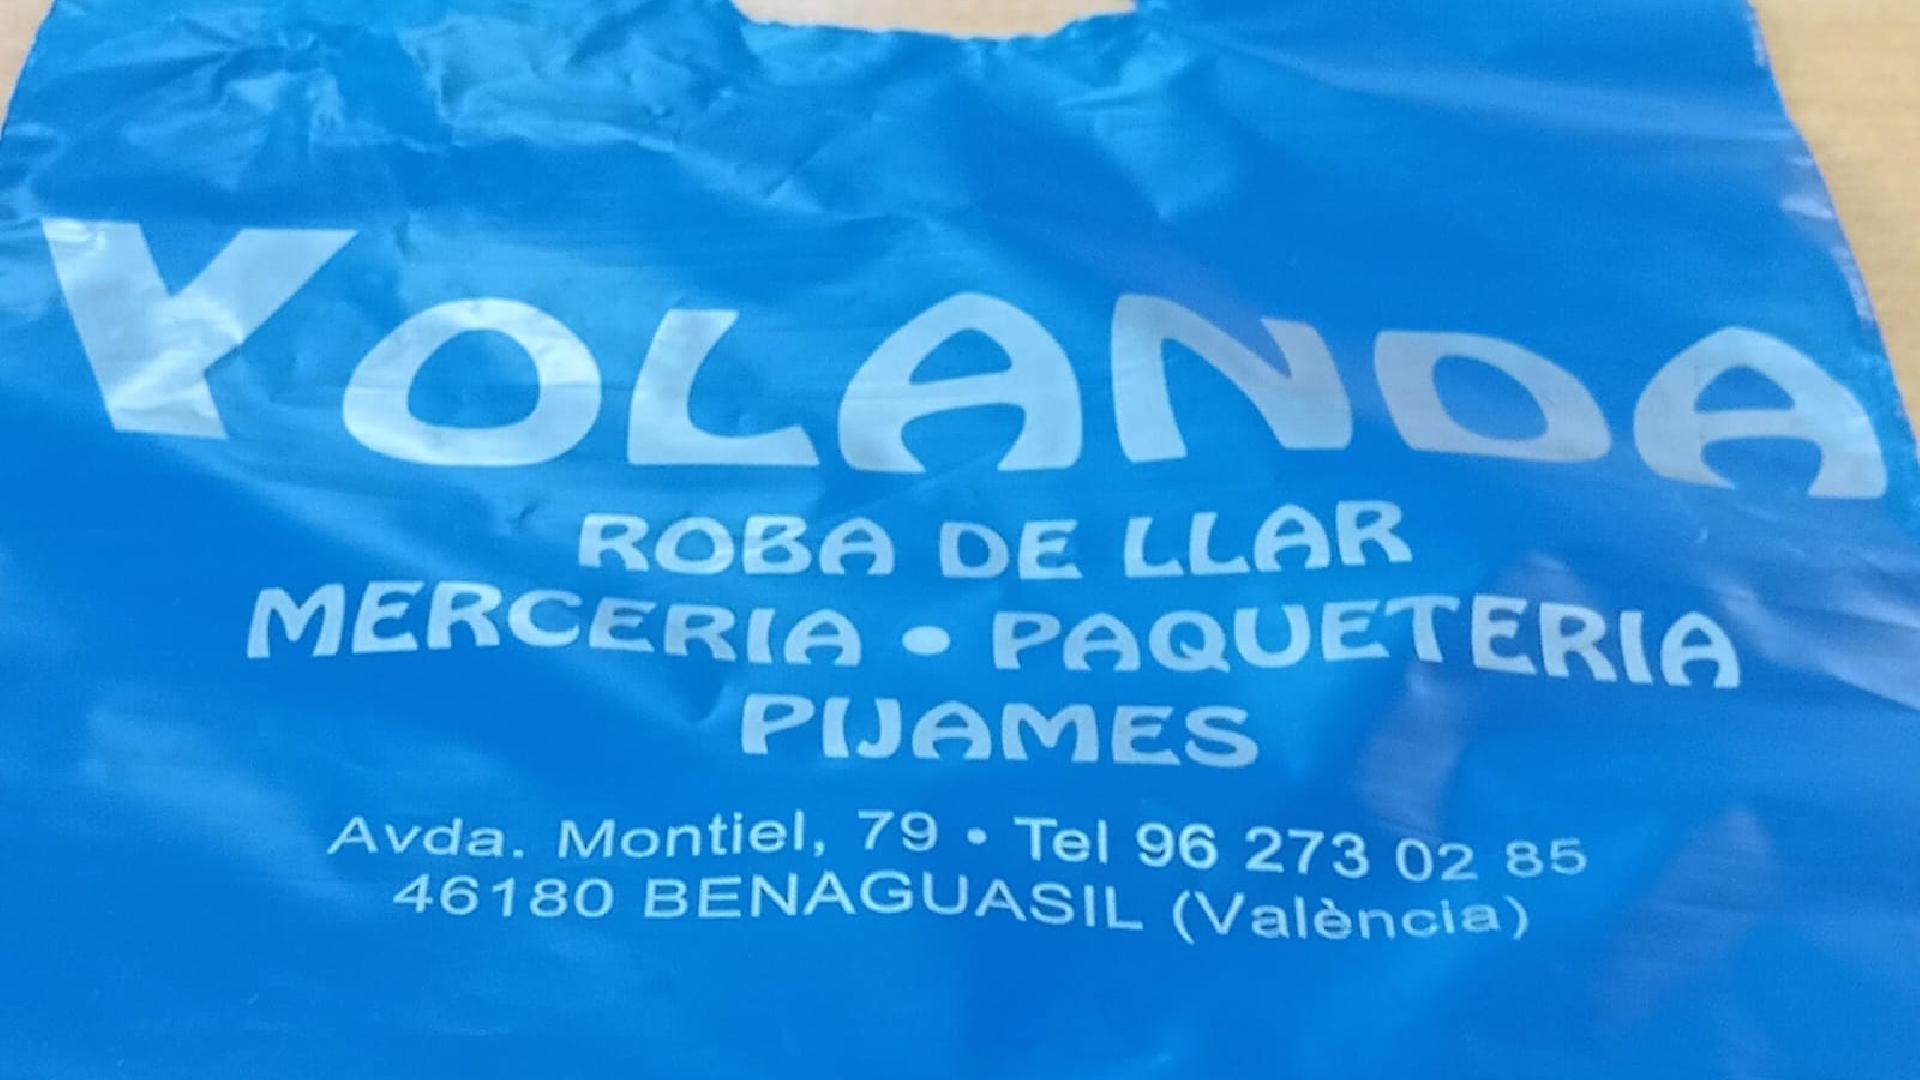 YOLANDA
ROBA DE LLAR
MERCERIA • PAQUETERIA
PIJAMES
Avda. Montiel, 79 • Tel 96 273 02 85
46180 BENAGUASIL (València)